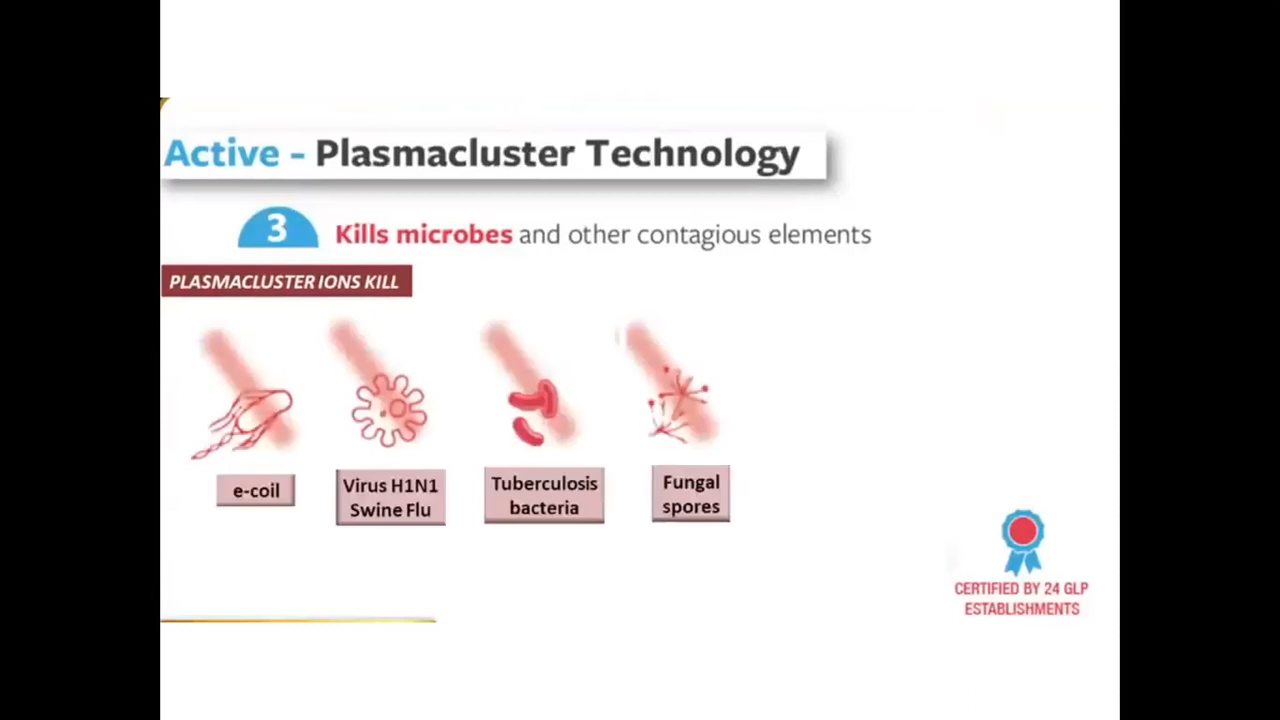 Active - Plasmacluster Technology
3
Kills microbes and other contagious elements
PLASMACLUSTER IONS KILL
e-coil
Virus H1N1
Swine Flu
Tuberculosis
bacteria
Fungal
spores
CERTIFIED BY 24 GLP
ESTABLISHMENTS